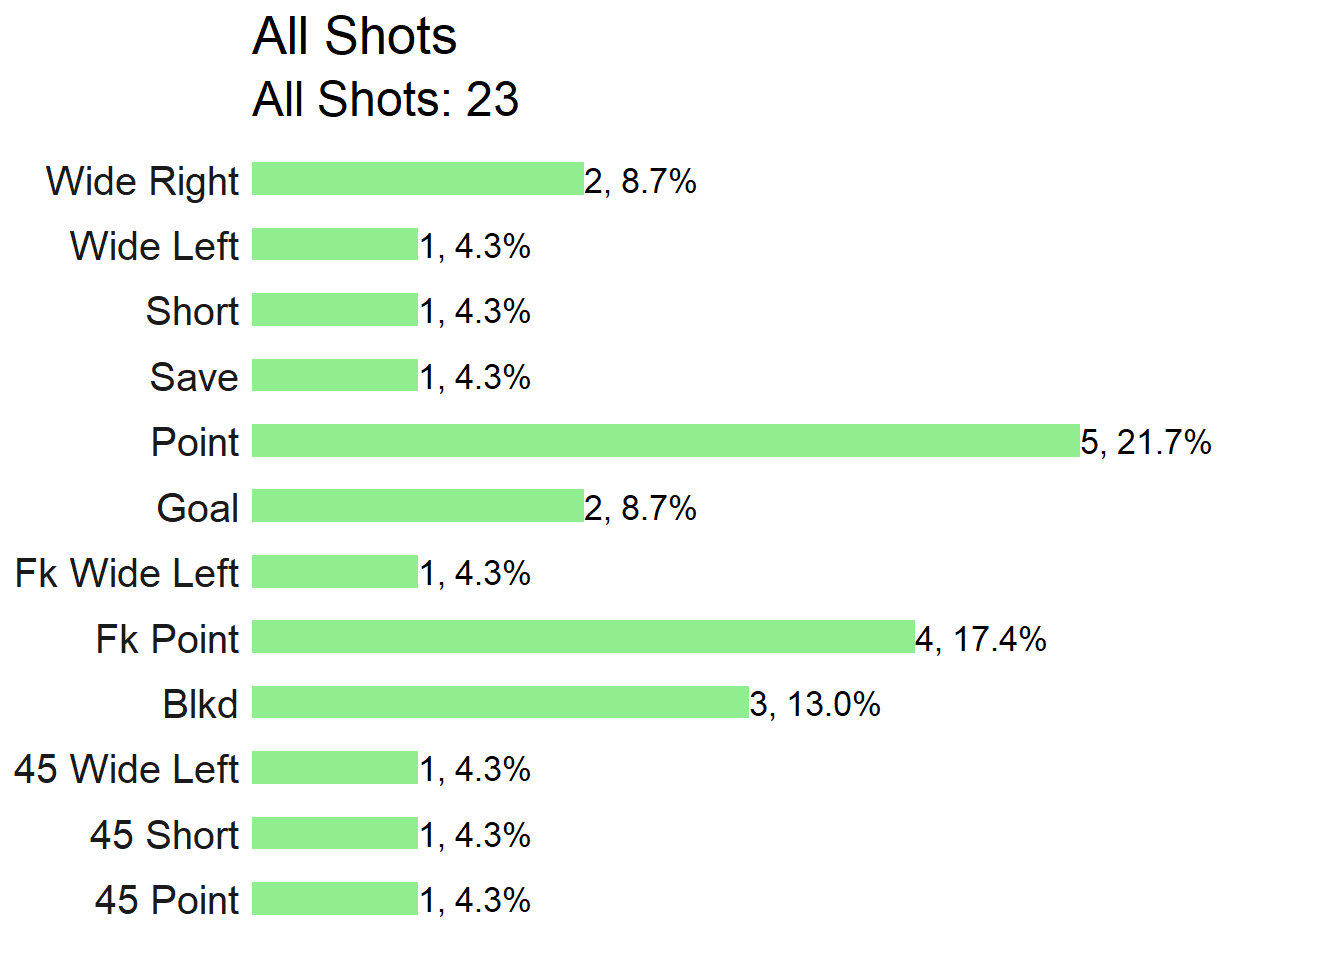 All Shots
All Shots: 23
Wide Right 2, 8.7%
Wide Left 1, 4.3%
Short 1, 4.3%
Save 1, 4.3%
Point 5, 21.7%
Goal 2, 8.7%
Fk Wide Left 1, 4.3%
Fk Point 4, 17.4%
Blkd 3, 13.0%
45 Wide Left 1, 4.3%
45 Short 1, 4.3%
45 Point 1, 4.3%